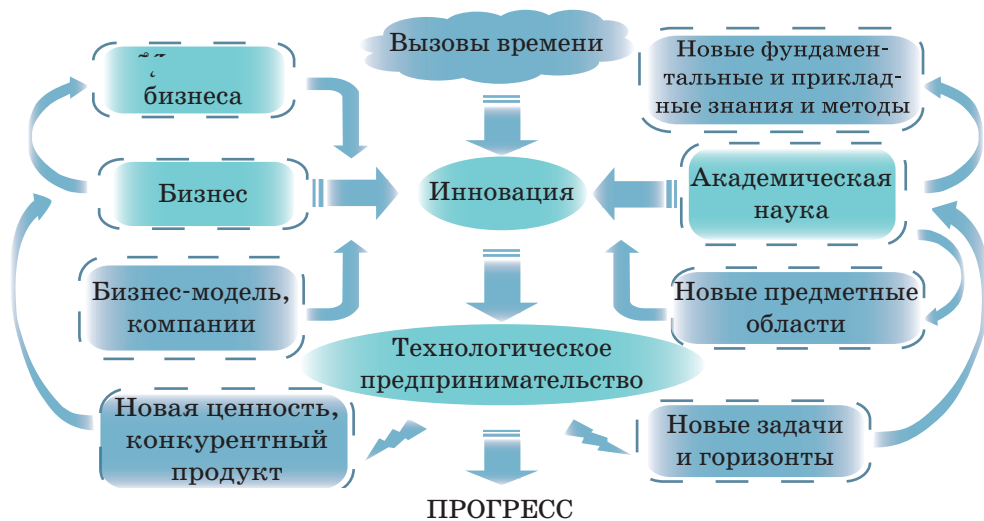 Вызовы времени
бизнеса
Новые фундамен-
тальные и приклад-
ные знания и методы
Бизнес
Инновация
Академическая
наука
Бизнес-модель,
компании
Новые предметные
области
Технологическое
предпринимательство
Новая ценность,
конкурентный
продукт
Новые задачи
и горизонты
ПРОГРЕСС